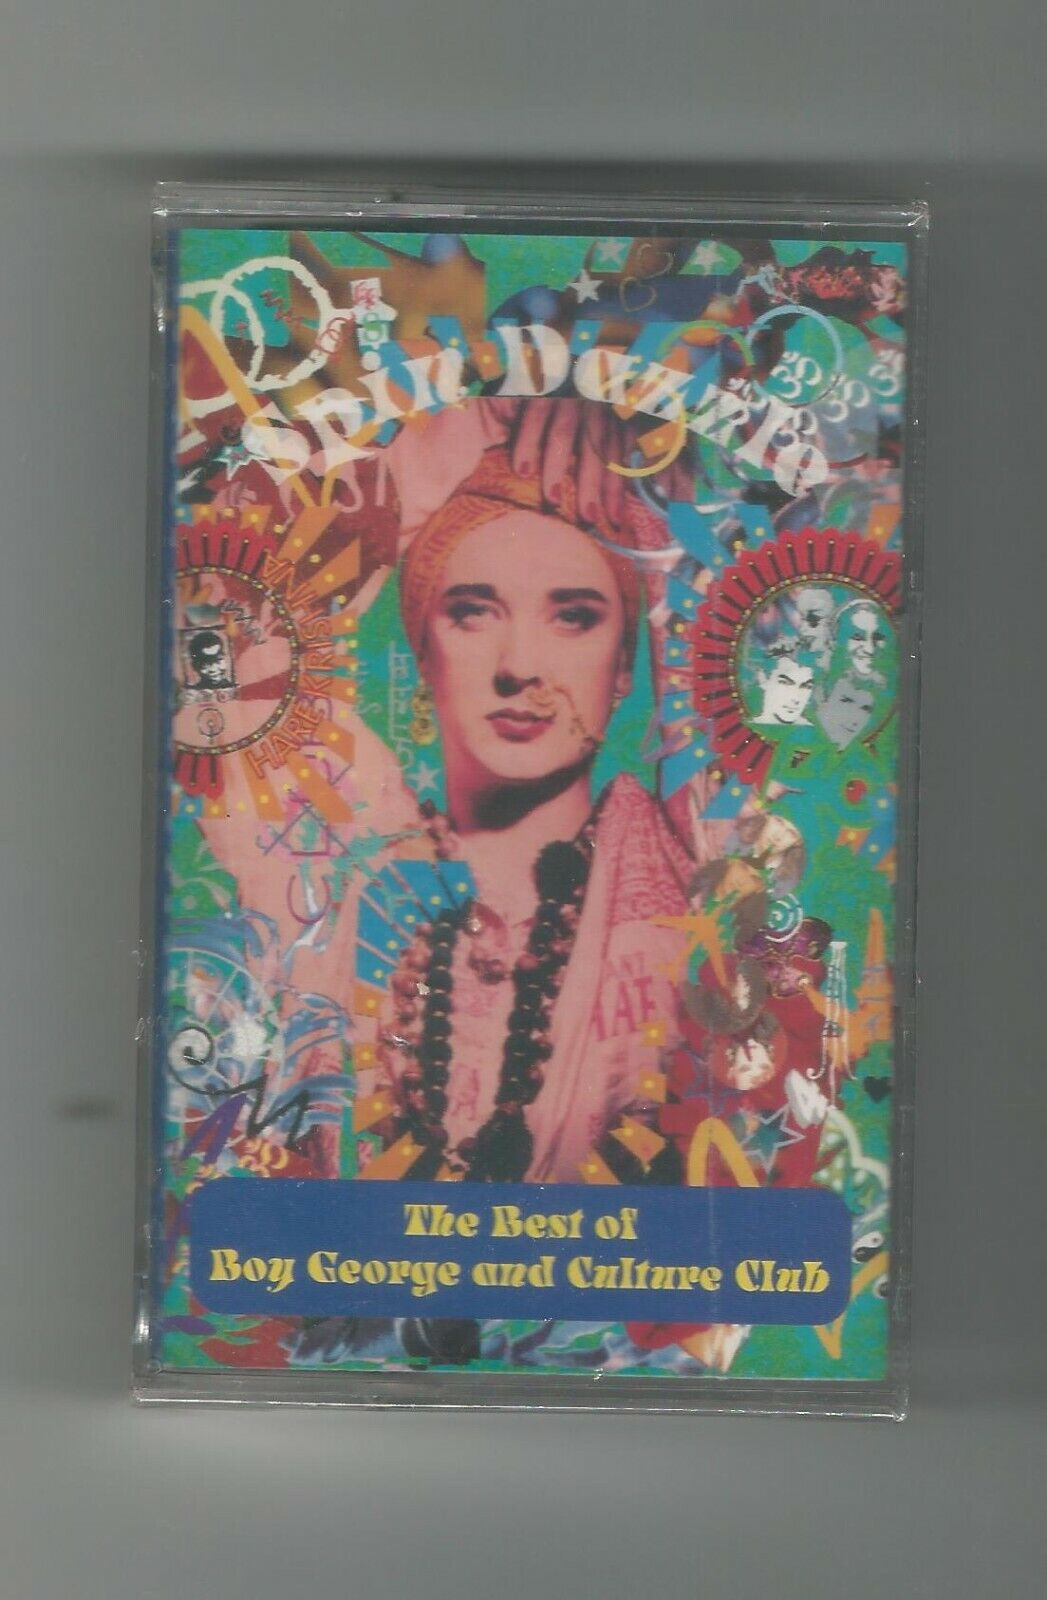 Spin Dazzle
HARE KRISHNA
ॐ ॐ ॐ ॐ
The Best of
Boy George and Culture Club